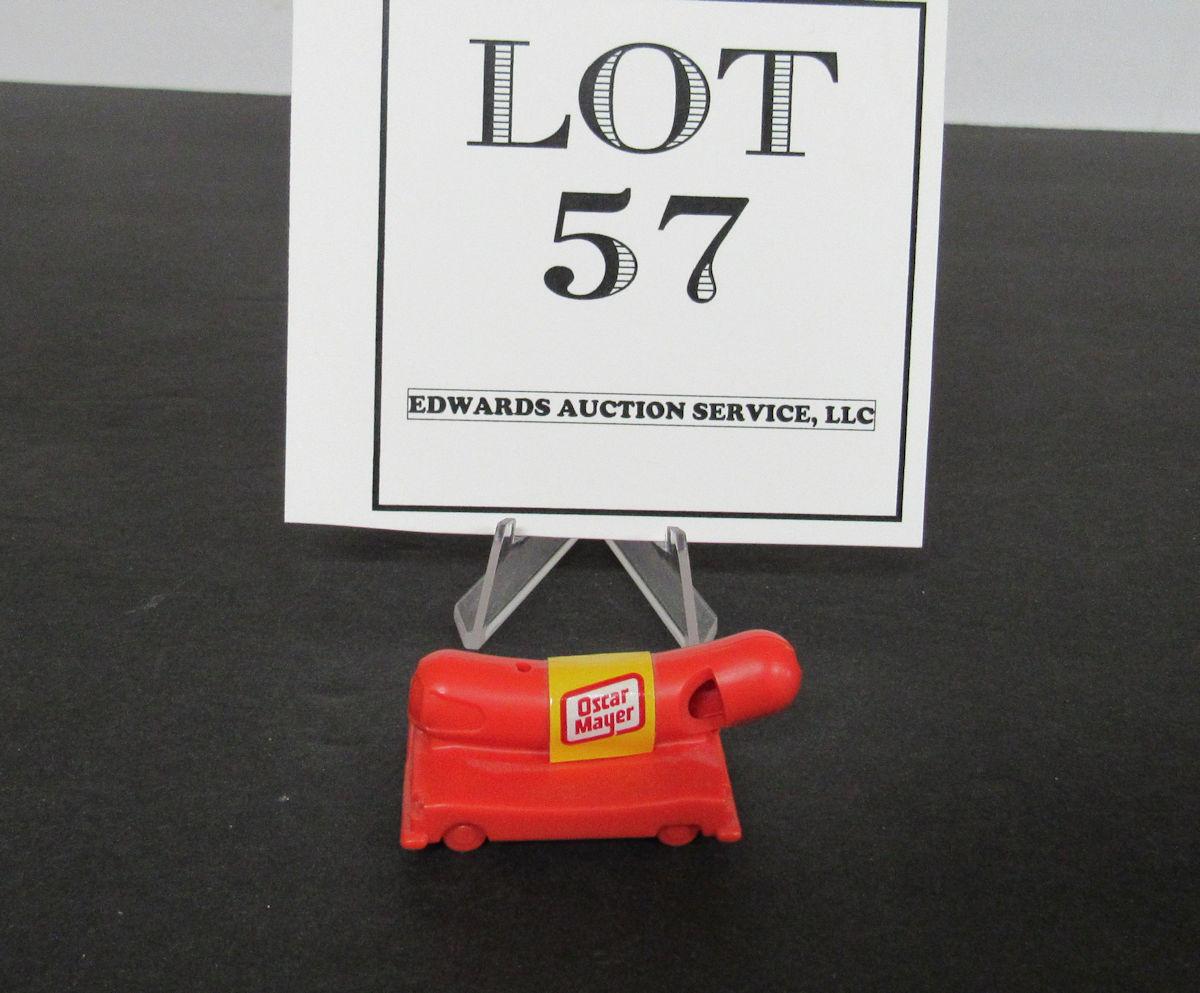 LOT
57
EDWARDS AUCTION SERVICE, LLC
Oscar
Mayer